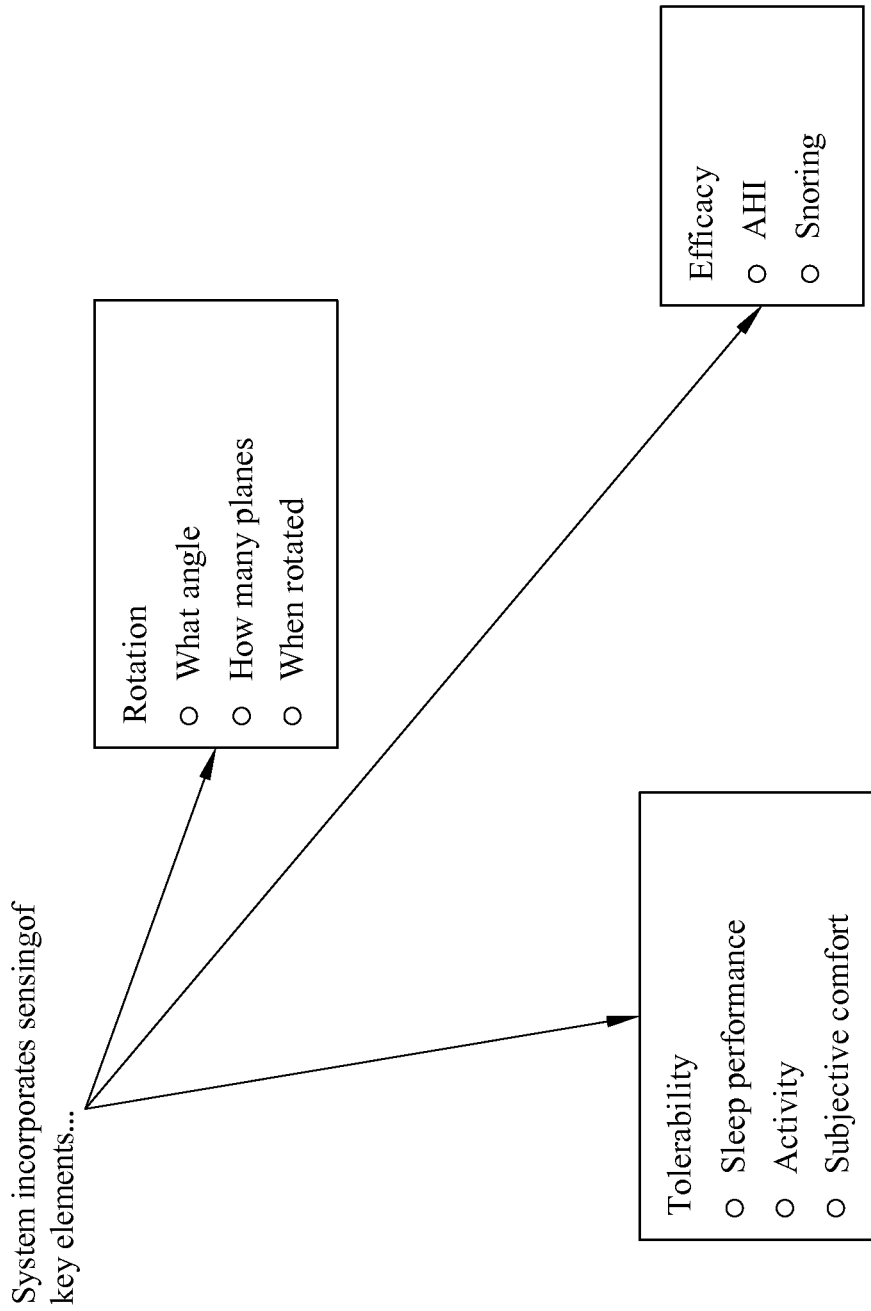 System incorporates sensingof
key elements...
Rotation
○ What angle
○ How many planes
○ When rotated
Tolerability
○ Sleep performance
○ Activity
○ Subjective comfort
Efficacy
○ AHI
○ Snoring